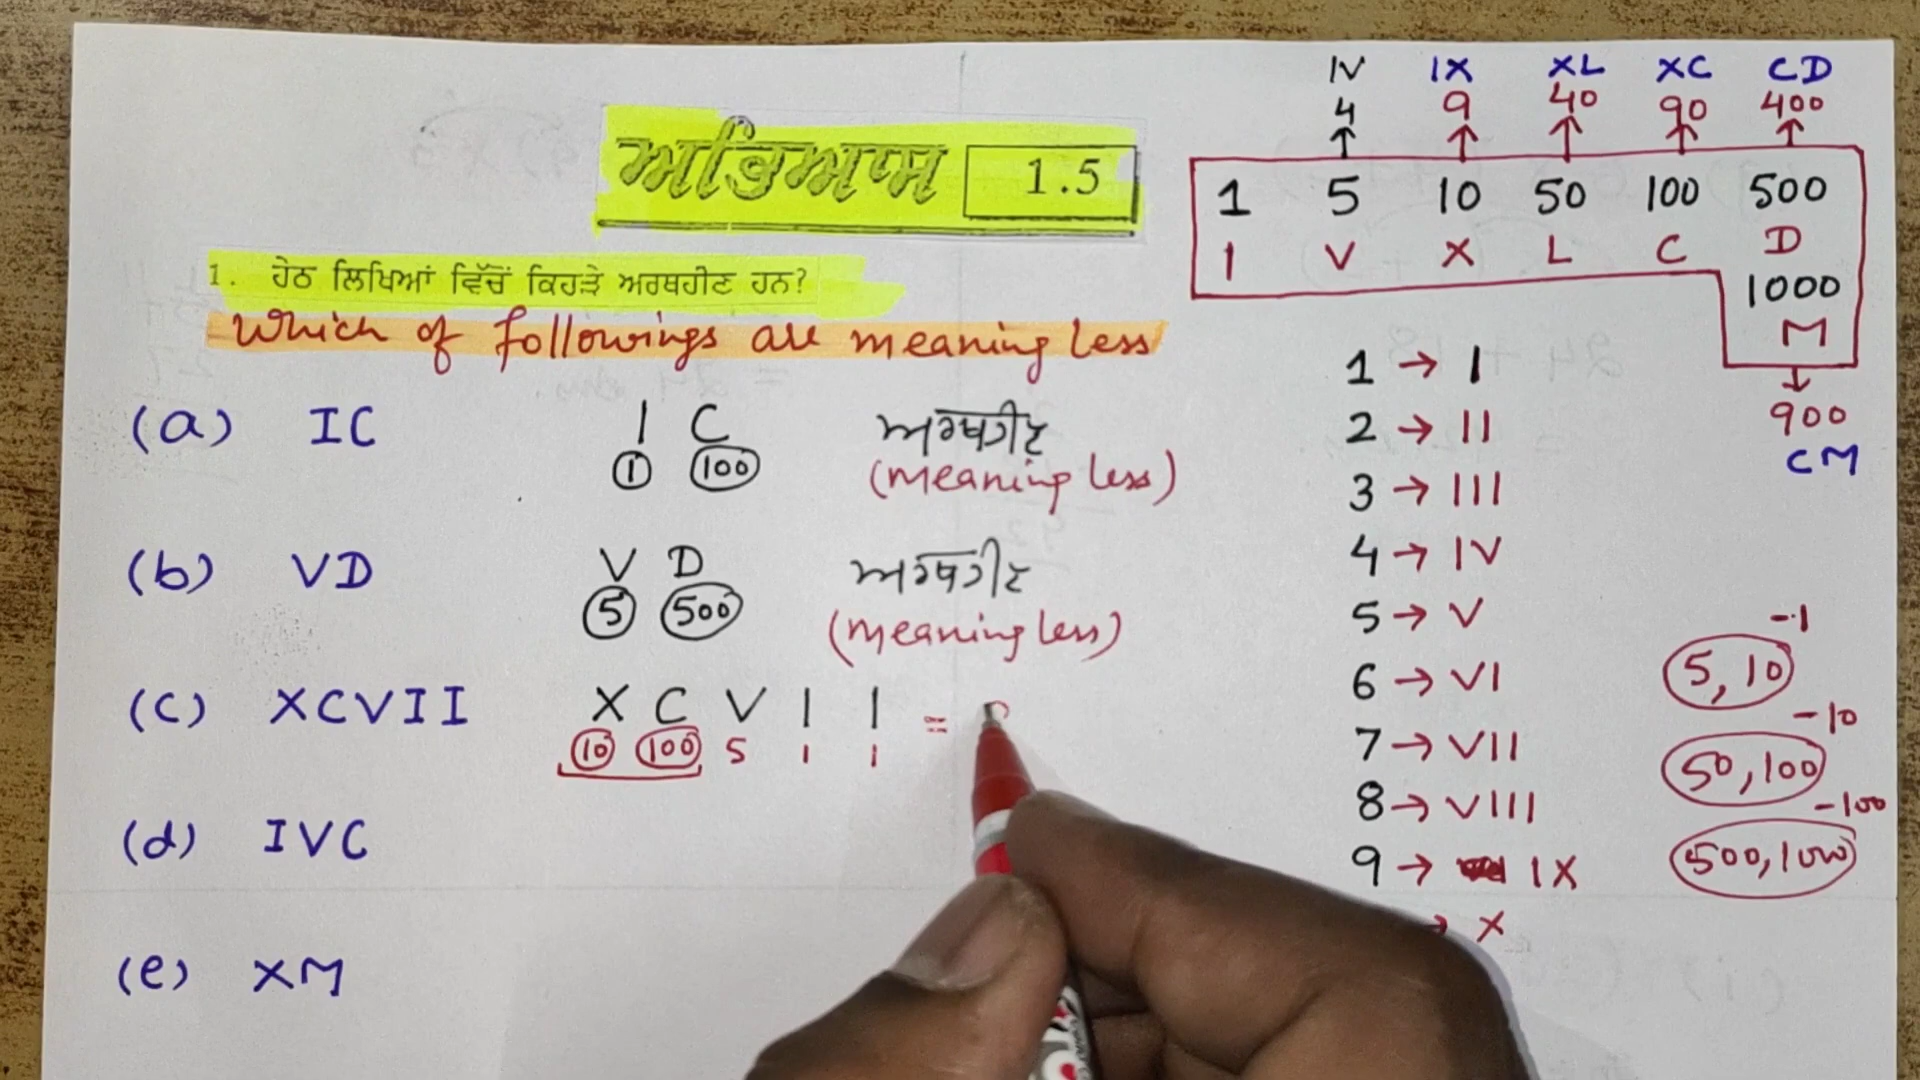 ਅਭਿਆਸ 1.5
1. ਹੇਠ ਲਿਖਿਆਂ ਵਿੱਚੋਂ ਕਿਹੜੇ ਅਰਥਹੀਣ ਹਨ?
Which of followings are meaning less
(a) IC I C ਅਰਥਹੀਣ
1 100 (meaning less)
(b) VD V D ਅਰਥਹੀਣ
5 500 (meaning less)
(c) XCVII X C V I I =
10 100 5 1 1
(d) IVC
(e) XM
IV IX XL XC CD
4 9 40 90 400
1 5 10 50 100 500
I V X L C D
1000
M
900
CM
1 → I
2 → II
3 → III
4 → IV
5 → V
6 → VI
7 → VII
8 → VIII
9 → IX
→ X
-1
5, 10
-10
50, 100
-100
500, 1000